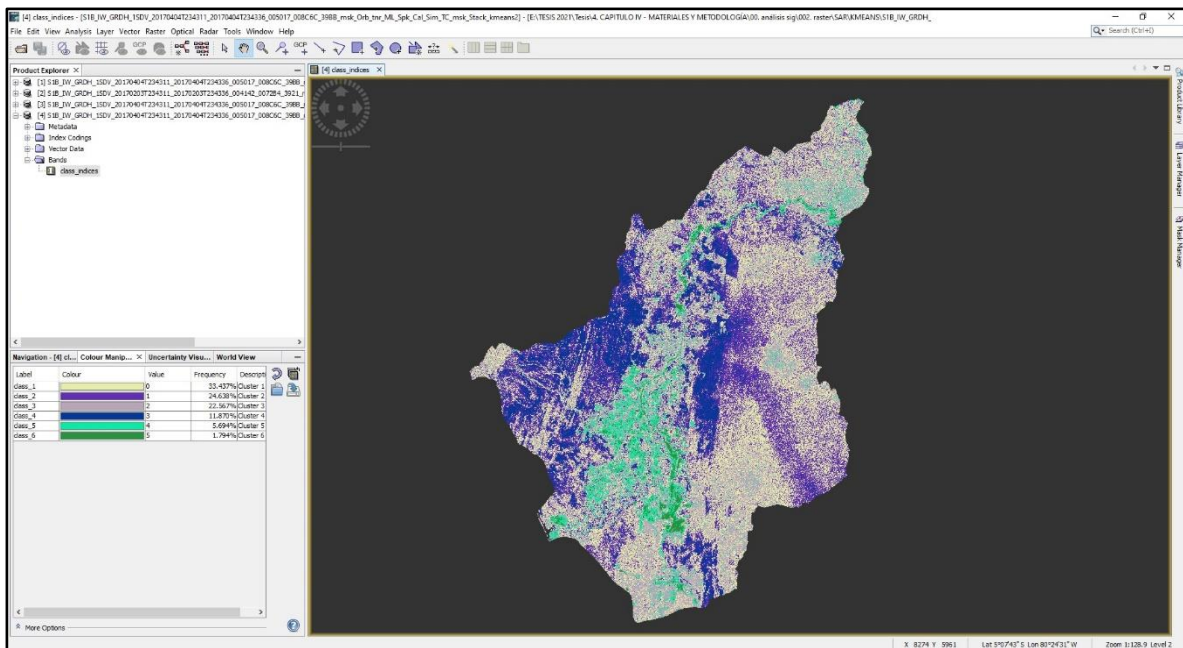 [4] class_indices - [S1B_IW_GRDH_1SDV_20170404T234311_20170404T234336_005017_008C6C_39BB_msk_Orb_tnr_ML_Spk_Cal_Sim_TC_msk_Stack_kmeans2] - [E:\TESIS 2021\Tesis\4. CAPITULO IV - MATERIALES Y METODOLOGÍA\00. análisis sig\002. raster\SAR\KMEANS\S1B_IW_GRDH_
File Edit View Analysis Layer Vector Raster Optical Radar Tools Window Help
Search (Ctrl+I)
GCP
GCP
Product Explorer
[4] class_indices
[1] S1B_IW_GRDH_1SDV_20170404T234311_20170404T234336_005017_008C6C_39BB_
[2] S1B_IW_GRDH_1SDV_20170203T234311_20170203T234336_004142_0072B4_3921_
[3] S1B_IW_GRDH_1SDV_20170404T234311_20170404T234336_005017_008C6C_39BB_
[4] S1B_IW_GRDH_1SDV_20170404T234311_20170404T234336_005017_008C6C_39BB_
Metadata
Index Codings
Vector Data
Bands
class_indices
Product Library
Layer Manager
Mask Manager
Navigation - [4] cl... Colour Manip... Uncertainty Visu... World View
Label Colour Value Frequency Descripti
class_1 0 33.437% Cluster 1
class_2 1 24.638% Cluster 2
class_3 2 22.567% Cluster 3
class_4 3 11.870% Cluster 4
class_5 4 5.694% Cluster 5
class_6 5 1.794% Cluster 6
More Options
X 8274 Y 5961 Lat 5°07'43" S Lon 80°24'31" W Zoom 1:128.9 Level 2